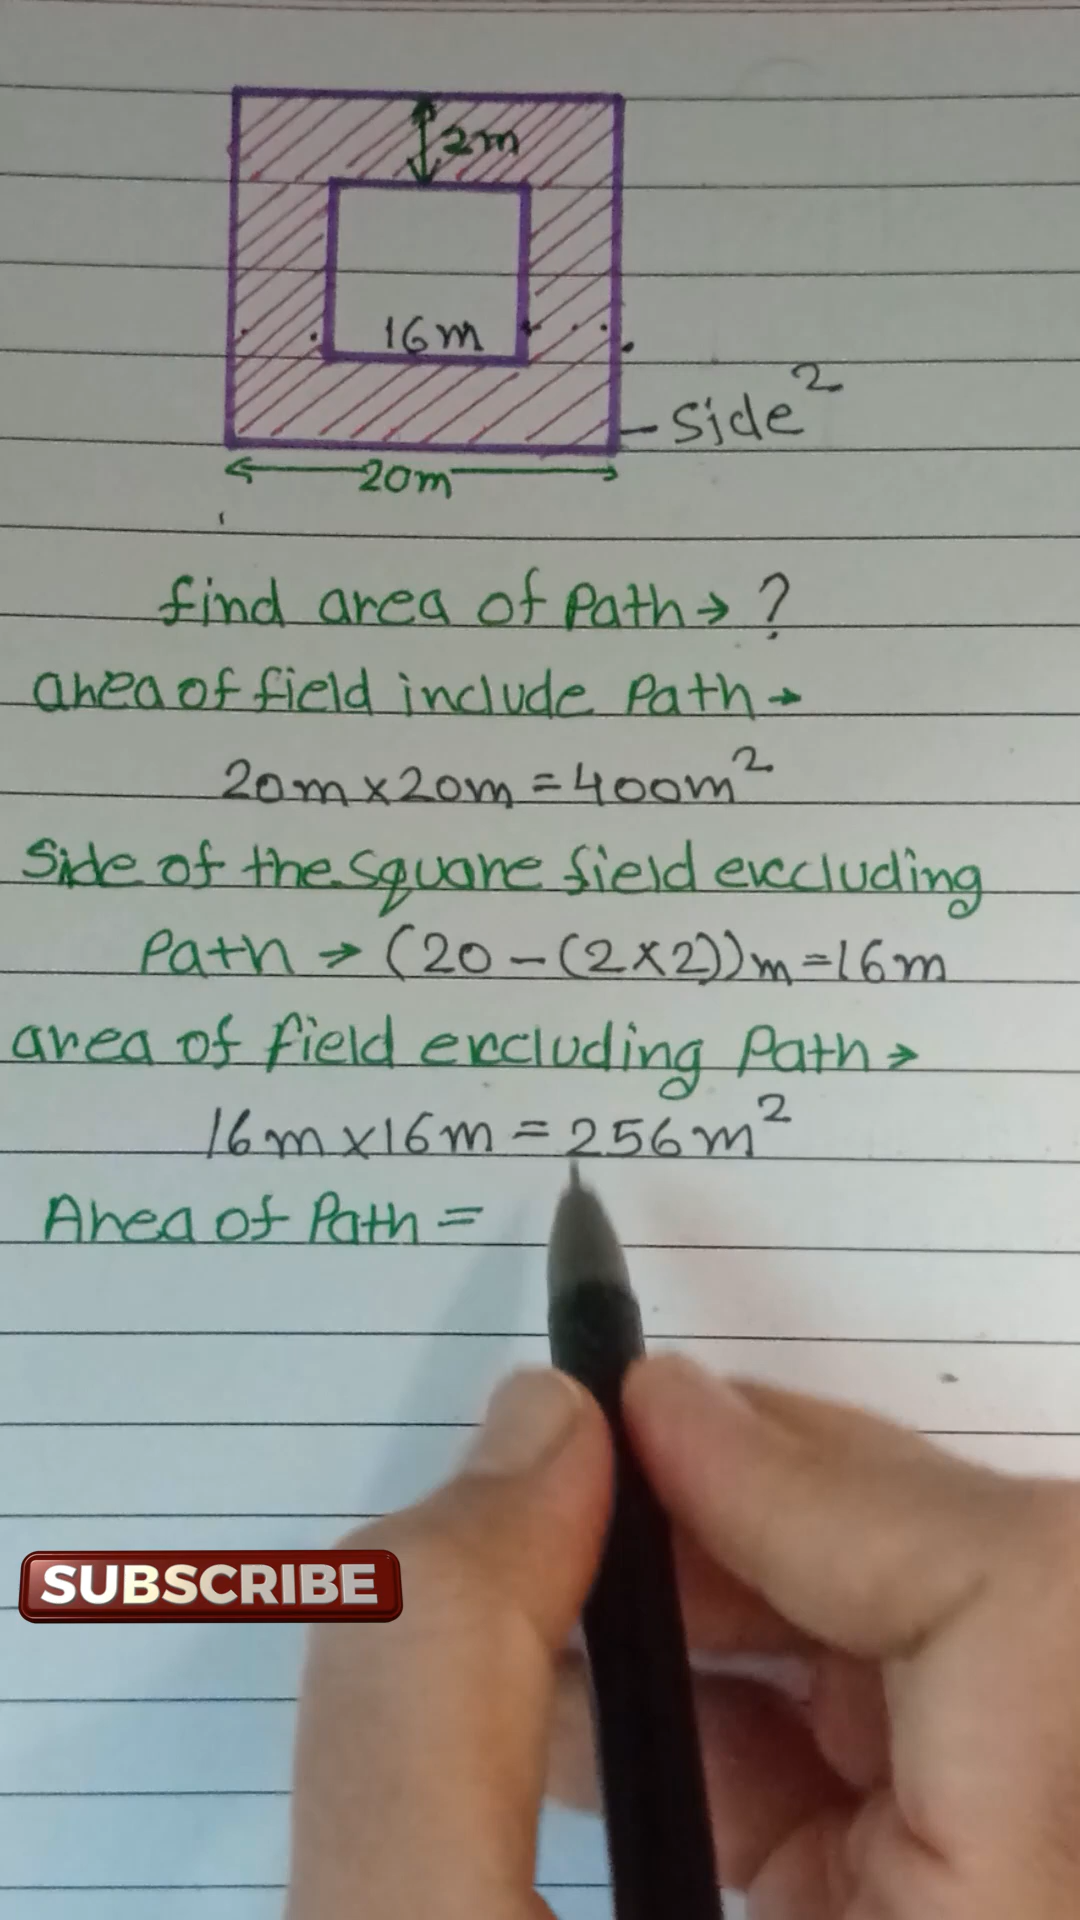 2m
16m
Side²
20m
find area of Path → ?
area of field include Path →
20m × 20m = 400m²
Side of the square field excluding
Path → (20 - (2×2))m = 16m
area of field excluding Path →
16m × 16m = 256m²
Area of Path =
SUBSCRIBE